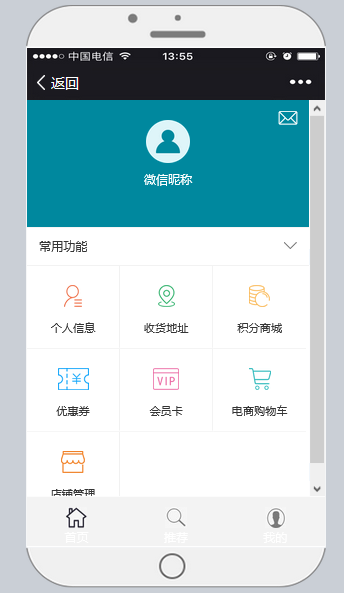 中国电信 13:55
返回
微信昵称
常用功能
个人信息 收货地址 积分商城
¥ VIP
优惠券 会员卡 电商购物车
店铺管理
首页 推荐 我的